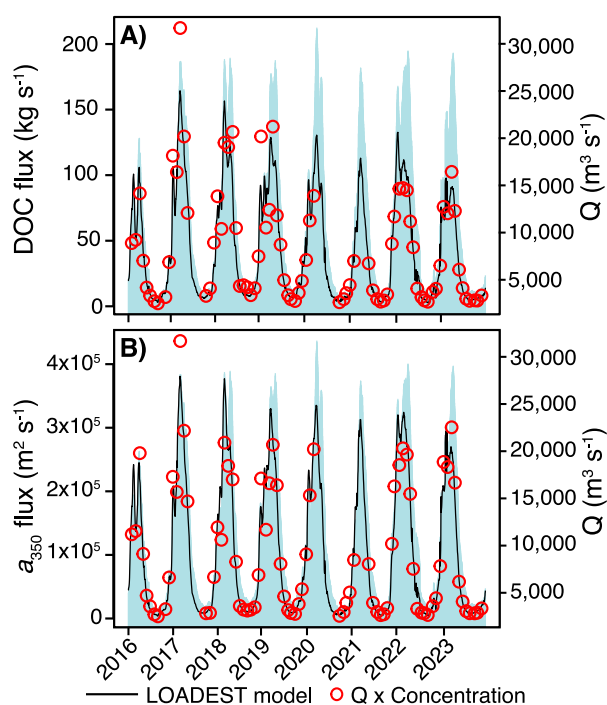 A)
DOC flux (kg s⁻¹)
200
150
100
50
0
30,000
25,000
20,000
15,000
10,000
5,000
Q (m³ s⁻¹)
B)
a₃₅₀ flux (m² s⁻¹)
4x10⁵
3x10⁵
2x10⁵
1x10⁵
0
30,000
25,000
20,000
15,000
10,000
5,000
Q (m³ s⁻¹)
2016 2017 2018 2019 2020 2021 2022 2023
LOADEST model Q x Concentration